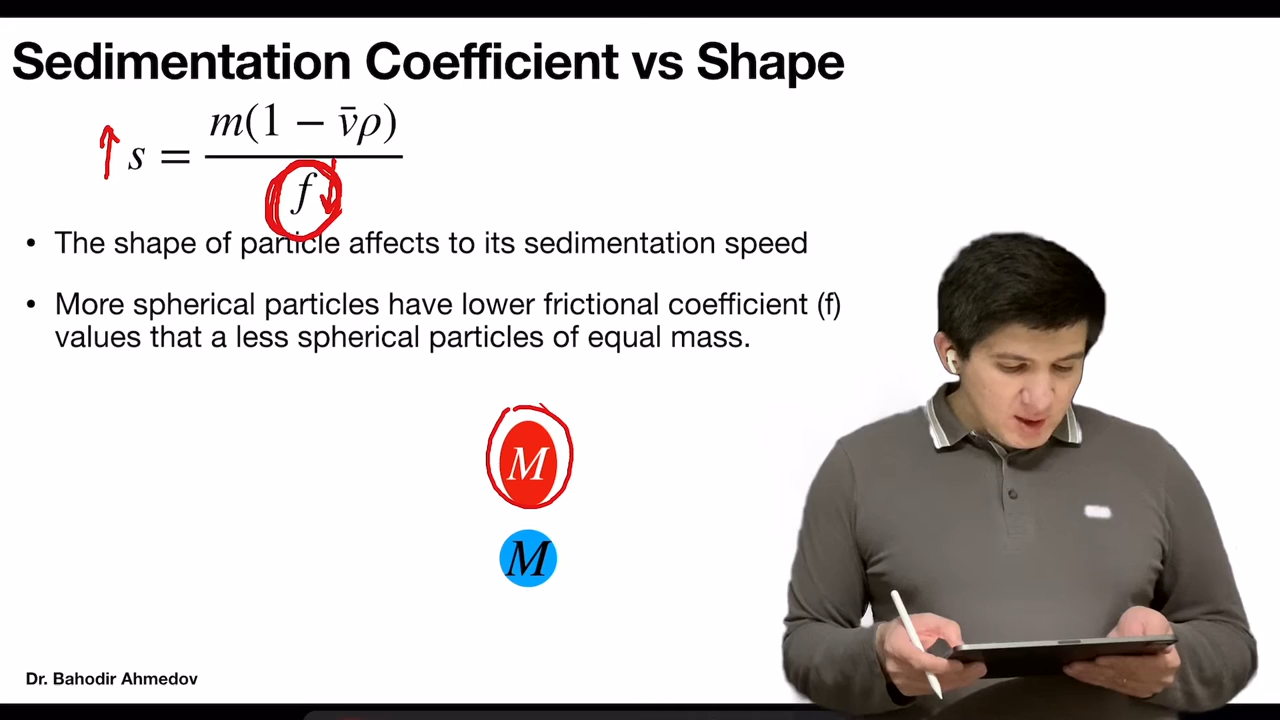 Sedimentation Coefficient vs Shape
s = m(1 − v̄ρ) / f
• The shape of particle affects to its sedimentation speed
• More spherical particles have lower frictional coefficient (f)
values that a less spherical particles of equal mass.
M
M
Dr. Bahodir Ahmedov